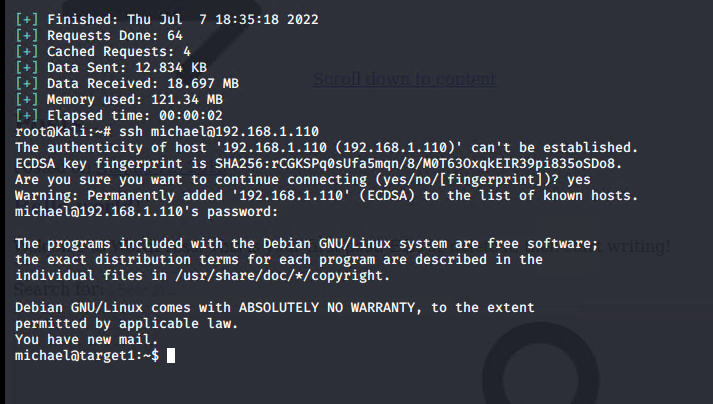 [+] Finished: Thu Jul  7 18:35:18 2022
[+] Requests Done: 64
[+] Cached Requests: 4
[+] Data Sent: 12.834 KB
[+] Data Received: 18.697 MB
Scroll down to content
[+] Memory used: 121.34 MB
[+] Elapsed time: 00:00:02
root@Kali:~# ssh michael@192.168.1.110
The authenticity of host '192.168.1.110 (192.168.1.110)' can't be established.
ECDSA key fingerprint is SHA256:rCGKSPq0sUfa5mqn/8/M0T63OxqkEIR39pi835oSDo8.
Are you sure you want to continue connecting (yes/no/[fingerprint])? yes
Warning: Permanently added '192.168.1.110' (ECDSA) to the list of known hosts.
michael@192.168.1.110's password:
The programs included with the Debian GNU/Linux system are free software;
the exact distribution terms for each program are described in the
writing!
individual files in /usr/share/doc/*/copyright.
Search for:
Debian GNU/Linux comes with ABSOLUTELY NO WARRANTY, to the extent
permitted by applicable law.
You have new mail.
michael@target1:~$